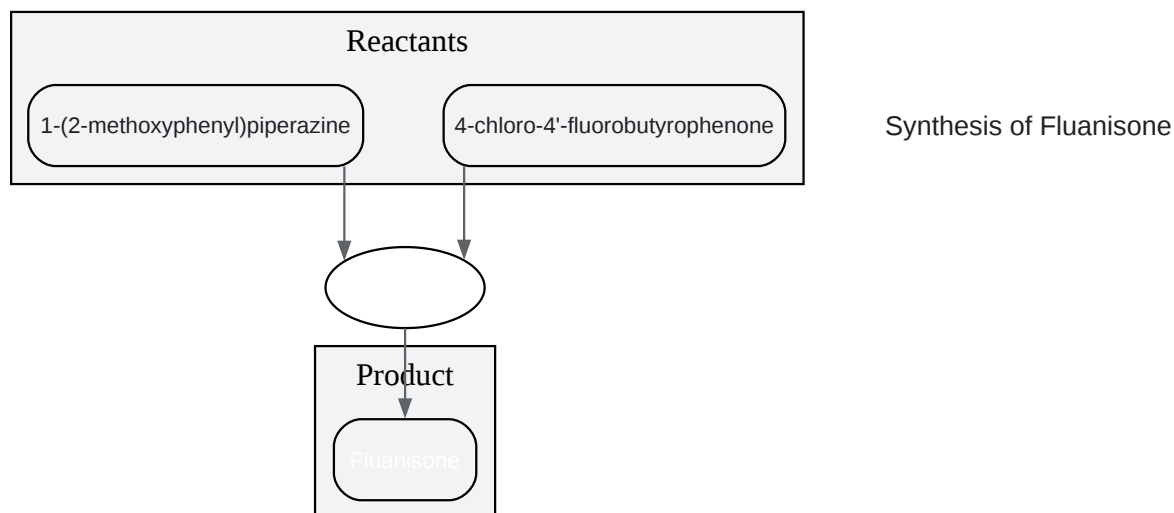 Reactants
1-(2-methoxyphenyl)piperazine
4-chloro-4'-fluorobutyrophenone
Synthesis of Fluanisone
Product
Fluanisone